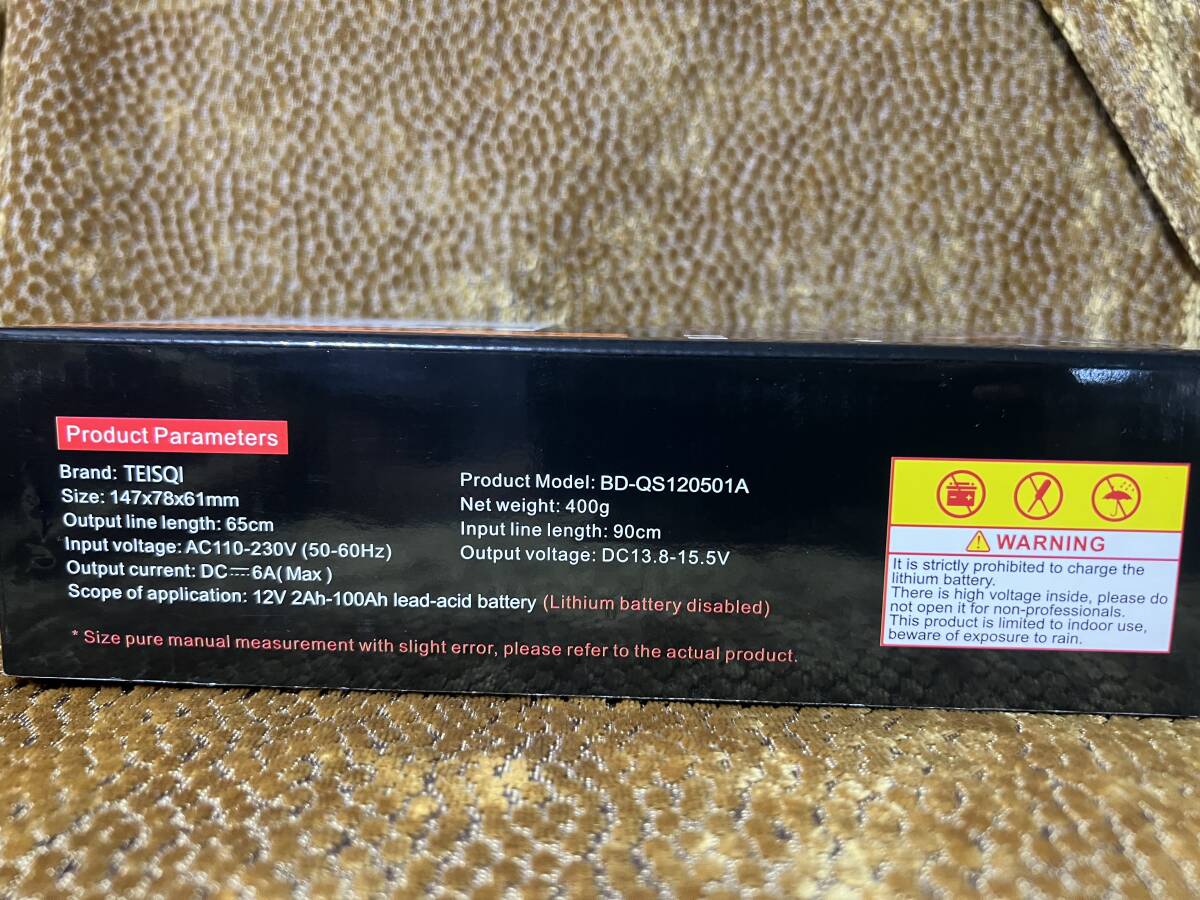 Product Parameters
Brand: TEISQI
Size: 147x78x61mm
Output line length: 65cm
Input voltage: AC110-230V (50-60Hz)
Output current: DC⎓6A( Max )
Scope of application: 12V 2Ah-100Ah lead-acid battery (Lithium battery disabled)
Product Model: BD-QS120501A
Net weight: 400g
Input line length: 90cm
Output voltage: DC13.8-15.5V
* Size pure manual measurement with slight error, please refer to the actual product.
WARNING
It is strictly prohibited to charge the
lithium battery.
There is high voltage inside, please do
not open it for non-professionals.
This product is limited to indoor use,
beware of exposure to rain.